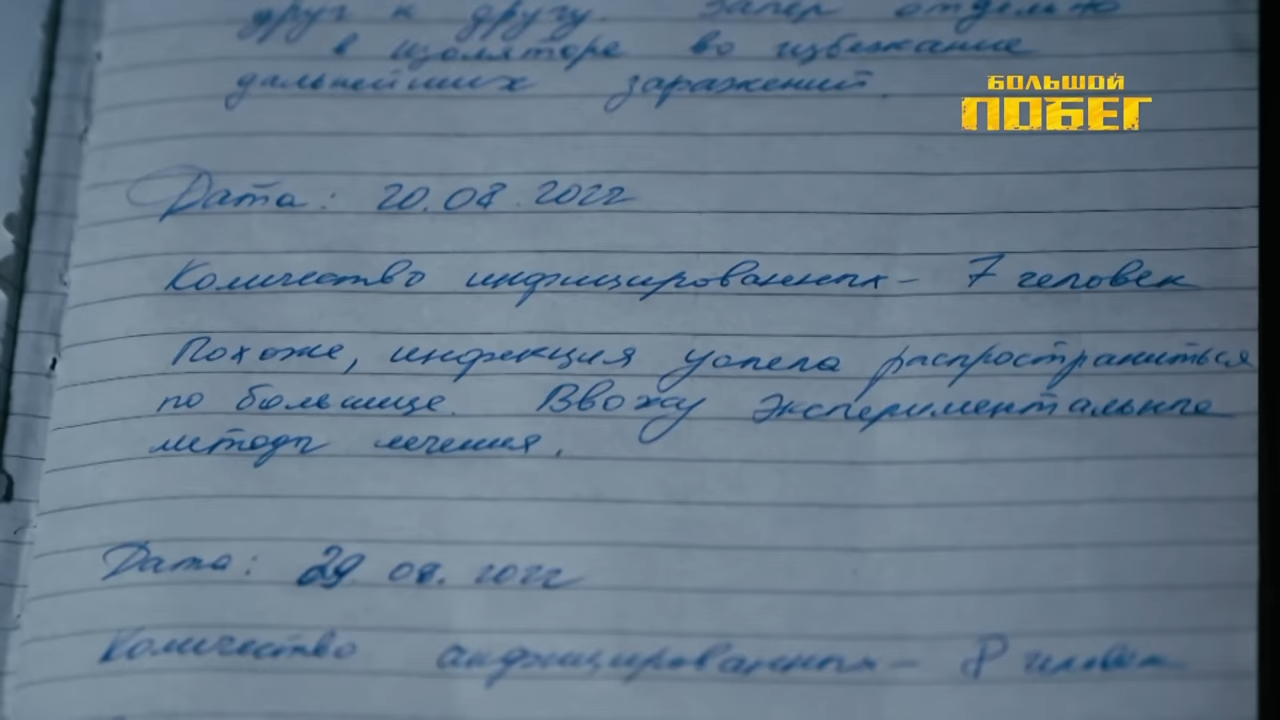 друг к другу. Запер отдельно
в изоляторе во избежание
дальнейших заражений.
БОЛЬШОЙ
ПОБЕГ
Дата: 20.08.2022
Количество инфицированных – 7 человек
Похоже, инфекция успела распространиться
по больнице. Ввожу экспериментальные
методы лечения.
Дата: 29.08.2022
Количество инфицированных – 8 человек